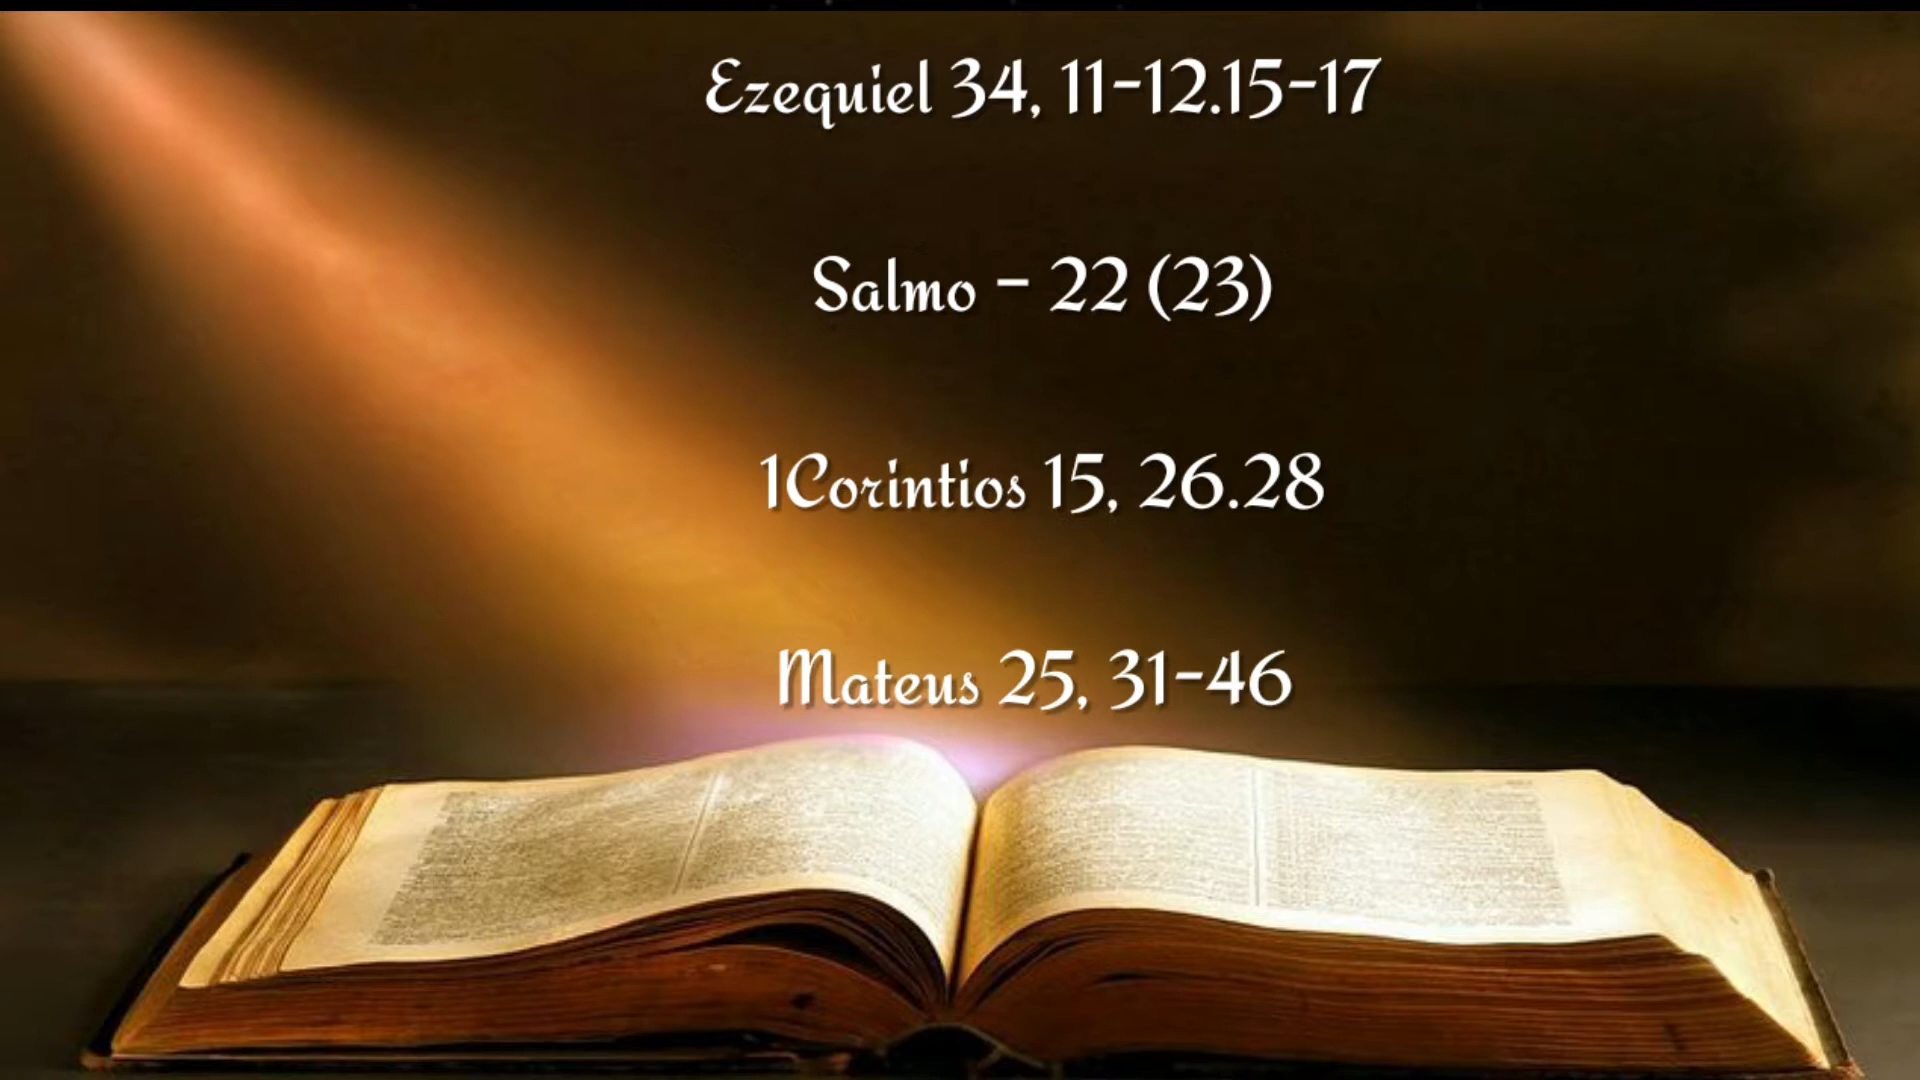 Ezequiel 34, 11-12.15-17
Salmo - 22 (23)
1Corintios 15, 26.28
Mateus 25, 31-46